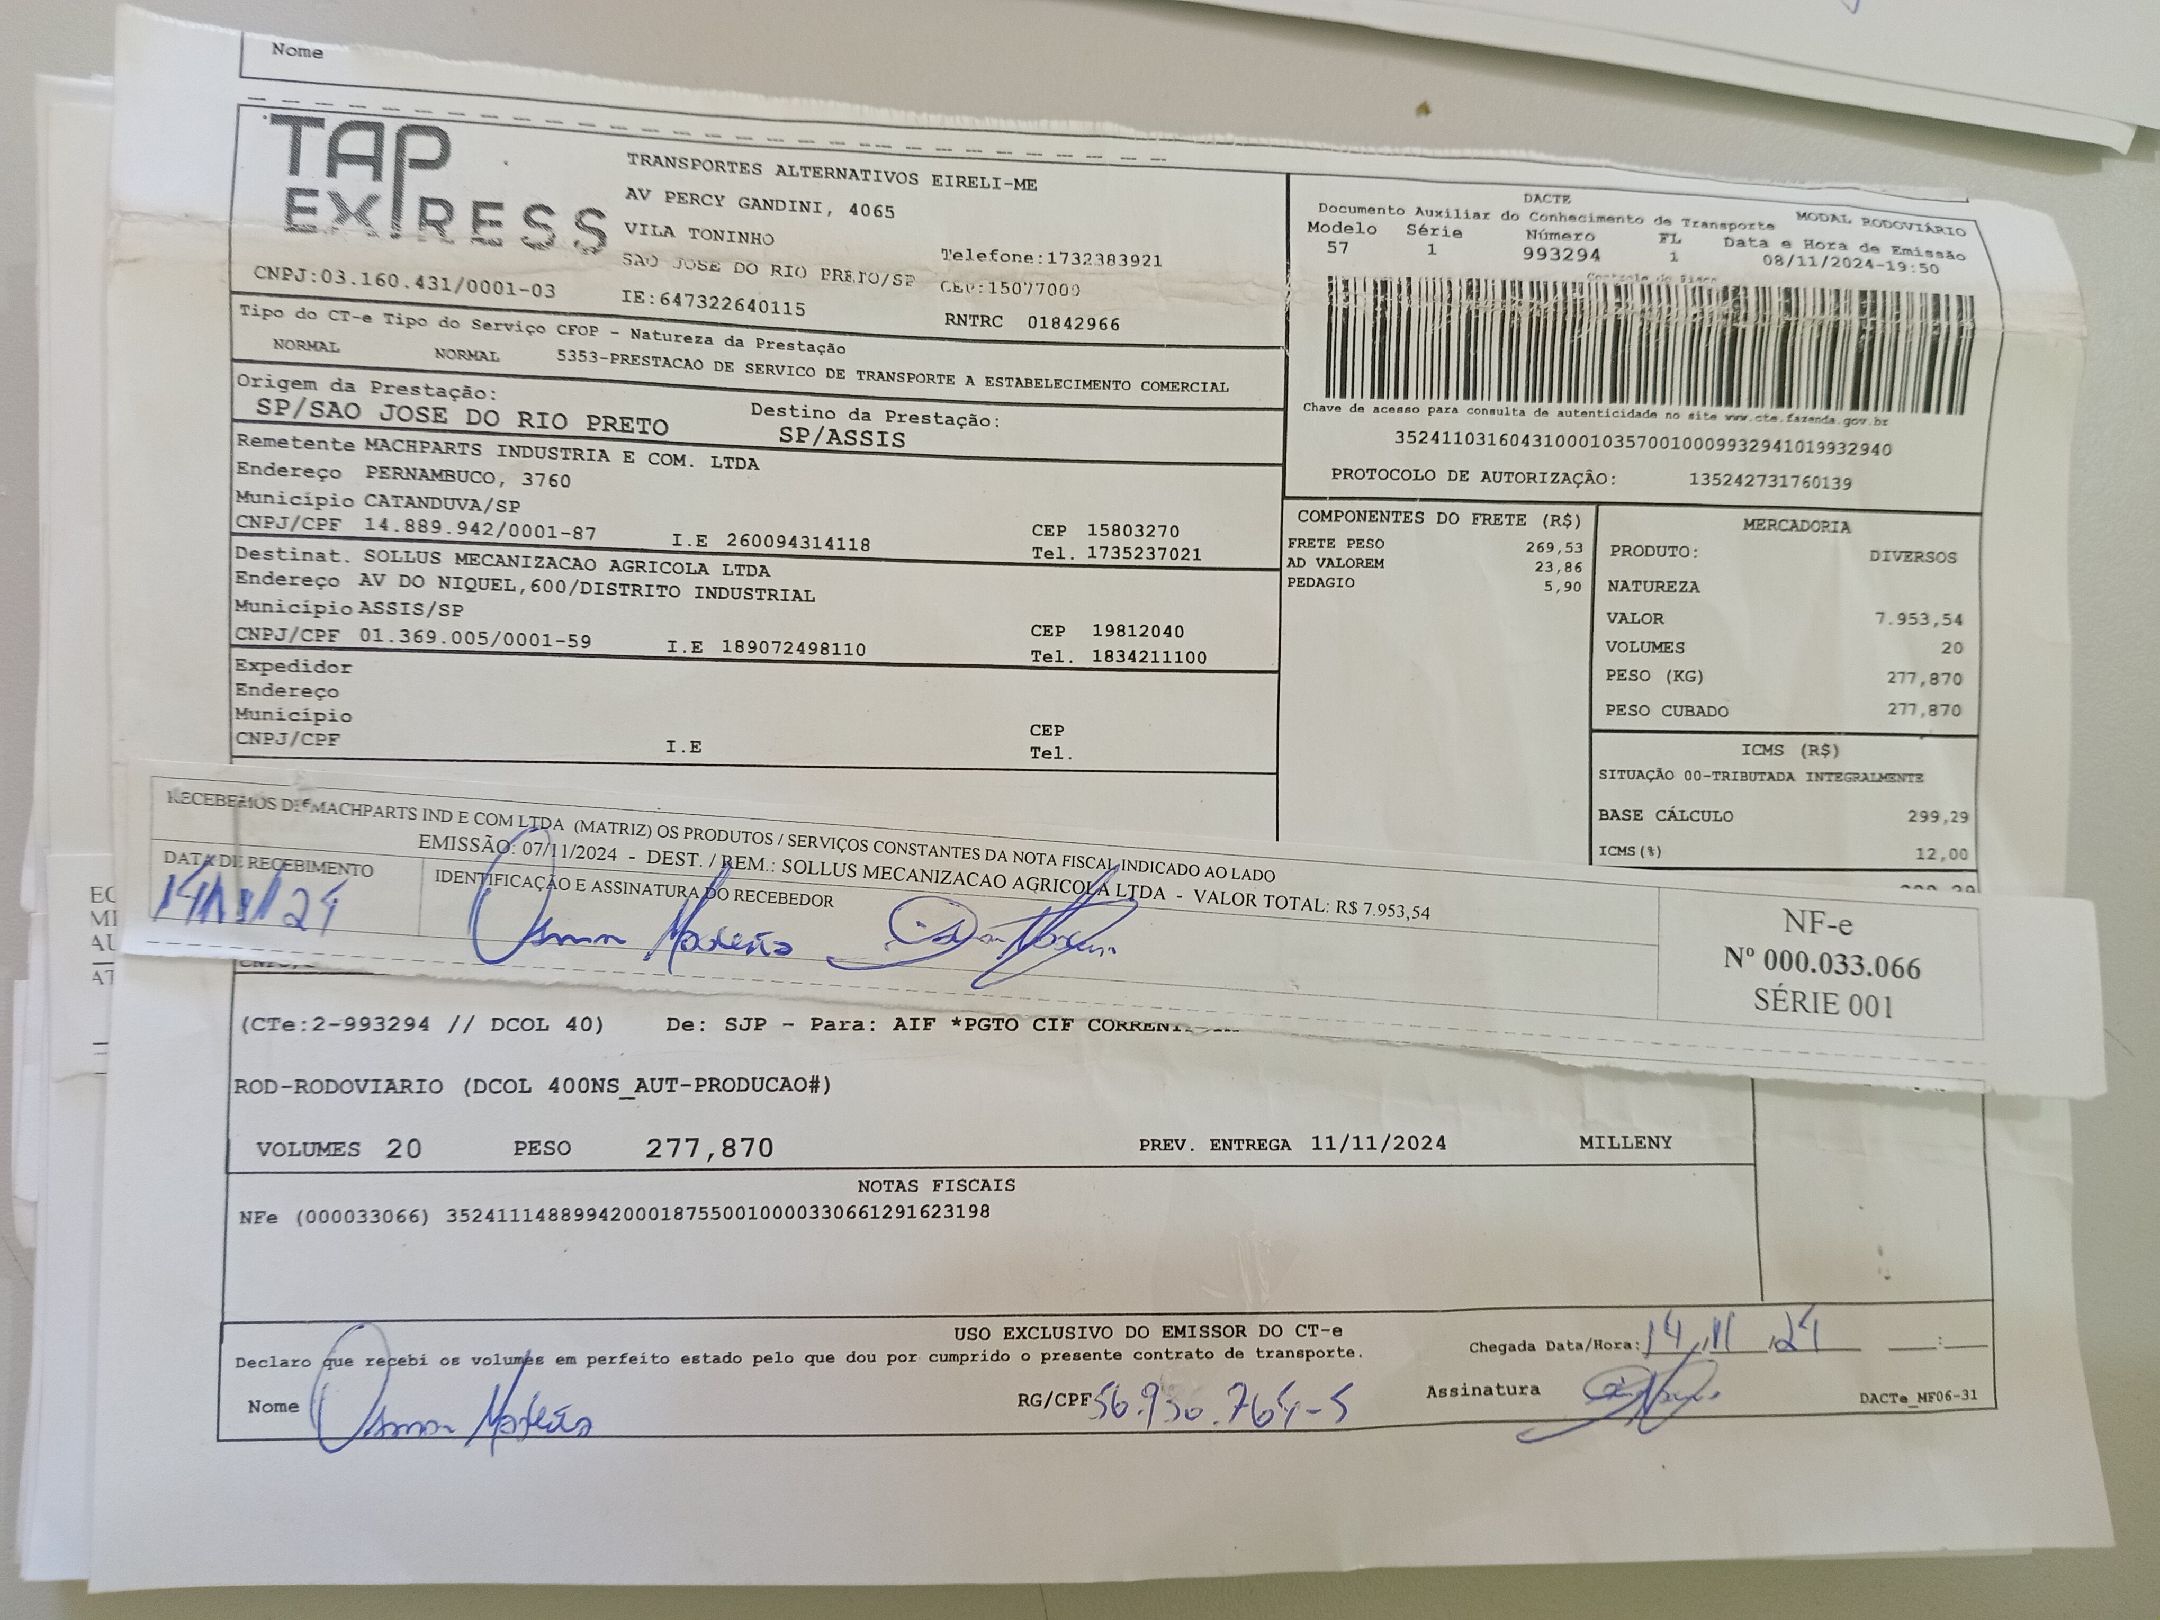 Nome
TAP EXPRESS
TRANSPORTES ALTERNATIVOS EIRELI-ME
AV PERCY GANDINI, 4065
VILA TONINHO
SAO JOSE DO RIO PRETO/SP
Telefone:1732383921
CEP:15077000
CNPJ:03.160.431/0001-03
IE:647322640115
RNTRC 01842966
DACTE
Documento Auxiliar do Conhecimento de Transporte
MODAL RODOVIÁRIO
Modelo Série Número FL Data e Hora de Emissão
57 1 993294 1 08/11/2024-19:50
Controle do Fisco
Chave de acesso para consulta de autenticidade no site www.cte.fazenda.gov.br
35241103160431000103570010009932941019932940
PROTOCOLO DE AUTORIZAÇÂO: 135242731760139
Tipo do CT-e Tipo do Serviço CFOP - Natureza da Prestação
NORMAL NORMAL 5353-PRESTACAO DE SERVICO DE TRANSPORTE A ESTABELECIMENTO COMERCIAL
Origem da Prestação: Destino da Prestação:
SP/SAO JOSE DO RIO PRETO SP/ASSIS
Remetente MACHPARTS INDUSTRIA E COM. LTDA
Endereço PERNAMBUCO, 3760
Município CATANDUVA/SP CEP 15803270
CNPJ/CPF 14.889.942/0001-87 I.E 260094314118 Tel. 1735237021
Destinat. SOLLUS MECANIZACAO AGRICOLA LTDA
Endereço AV DO NIQUEL,600/DISTRITO INDUSTRIAL
Município ASSIS/SP CEP 19812040
CNPJ/CPF 01.369.005/0001-59 I.E 189072498110 Tel. 1834211100
Expedidor
Endereço
Município CEP
CNPJ/CPF I.E Tel.
COMPONENTES DO FRETE (R$)
FRETE PESO 269,53
AD VALOREM 23,86
PEDAGIO 5,90
MERCADORIA
PRODUTO: DIVERSOS
NATUREZA
VALOR 7.953,54
VOLUMES 20
PESO (KG) 277,870
PESO CUBADO 277,870
ICMS (R$)
SITUAÇÃO 00-TRIBUTADA INTEGRALMENTE
BASE CÁLCULO 299,29
ICMS(%) 12,00
RECEBEMOS DE MACHPARTS IND E COM LTDA (MATRIZ) OS PRODUTOS / SERVIÇOS CONSTANTES DA NOTA FISCAL INDICADO AO LADO
EMISSÃO: 07/11/2024 - DEST. / REM.: SOLLUS MECANIZACAO AGRICOLA LTDA - VALOR TOTAL: R$ 7.953,54
DATA DE RECEBIMENTO IDENTIFICAÇÃO E ASSINATURA DO RECEBEDOR
14/11/24
NF-e
Nº 000.033.066
SÉRIE 001
(CTe:2-993294 // DCOL 40) De: SJP - Para: AIF *PGTO CIF
ROD-RODOVIARIO (DCOL 400NS_AUT-PRODUCAO#)
VOLUMES 20 PESO 277,870 PREV. ENTREGA 11/11/2024 MILLENY
NOTAS FISCAIS
NFe (000033066) 35241114889942000187550010000330661291623198
USO EXCLUSIVO DO EMISSOR DO CT-e
Declaro que recebi os volumes em perfeito estado pelo que dou por cumprido o presente contrato de transporte.
Chegada Data/Hora: 14/11/24 :
Nome RG/CPF 56.930.764-5 Assinatura
DACTe_MF06-31